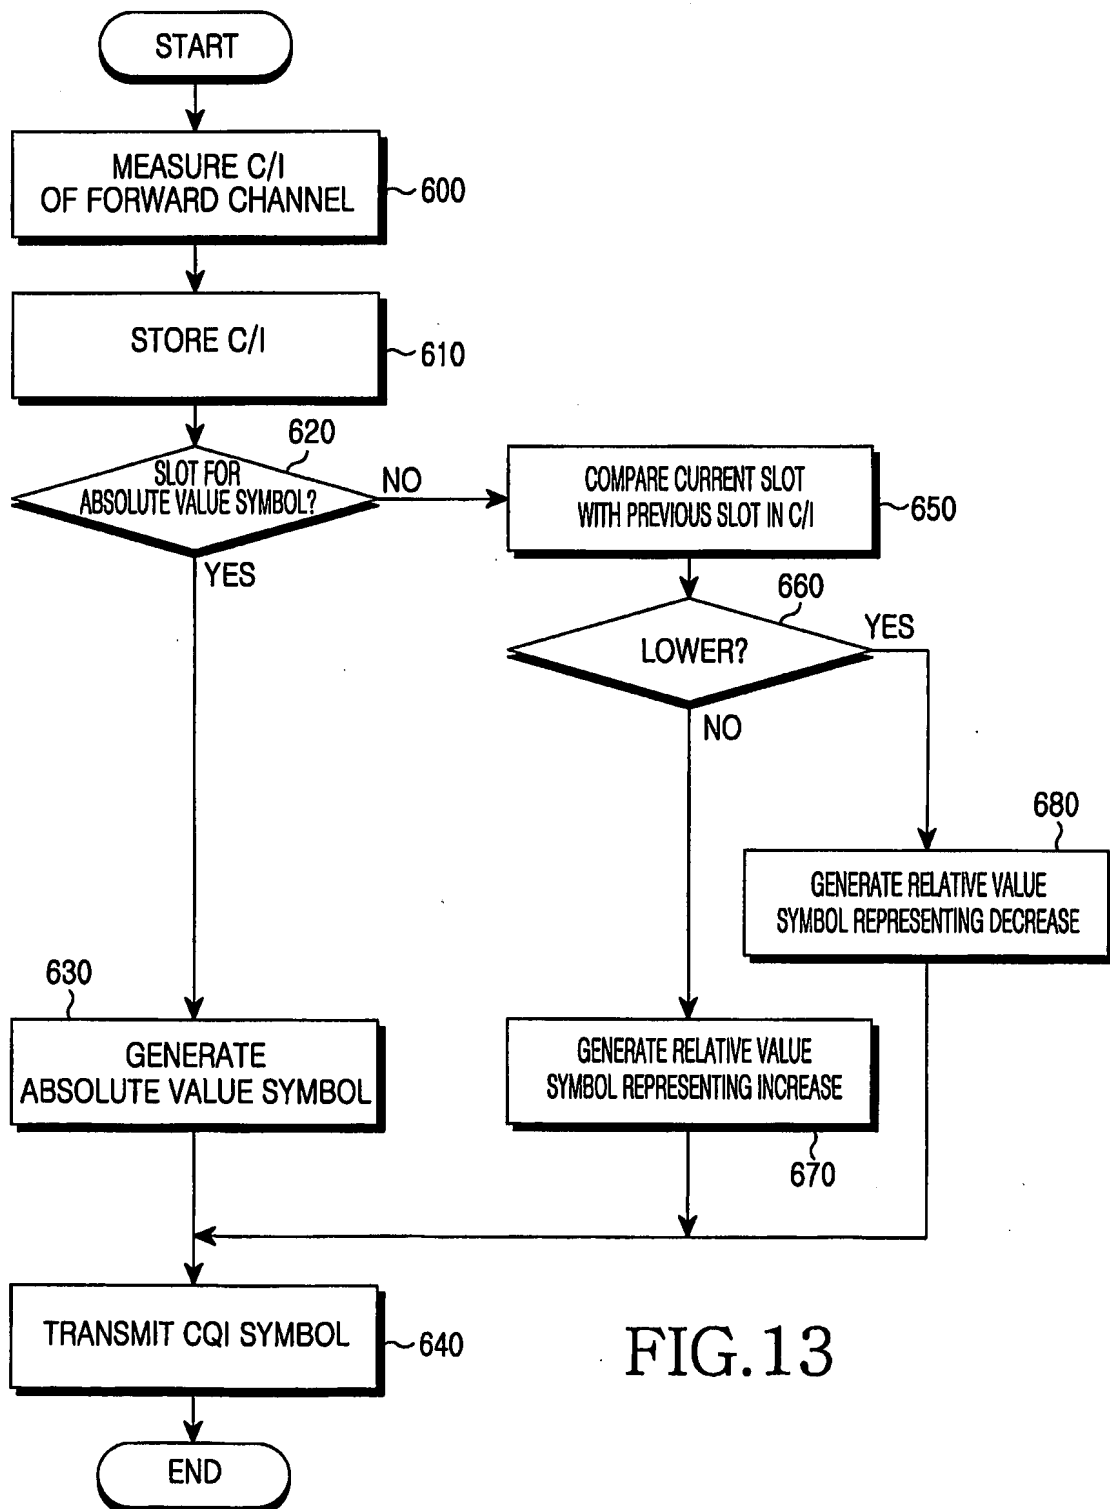 START
MEASURE C/I
OF FORWARD CHANNEL
600
STORE C/I
610
620
SLOT FOR
ABSOLUTE VALUE SYMBOL?
NO
YES
COMPARE CURRENT SLOT
WITH PREVIOUS SLOT IN C/I
650
660
LOWER?
YES
NO
680
GENERATE RELATIVE VALUE
SYMBOL REPRESENTING DECREASE
630
GENERATE
ABSOLUTE VALUE SYMBOL
GENERATE RELATIVE VALUE
SYMBOL REPRESENTING INCREASE
670
TRANSMIT CQI SYMBOL
640
END
FIG.13